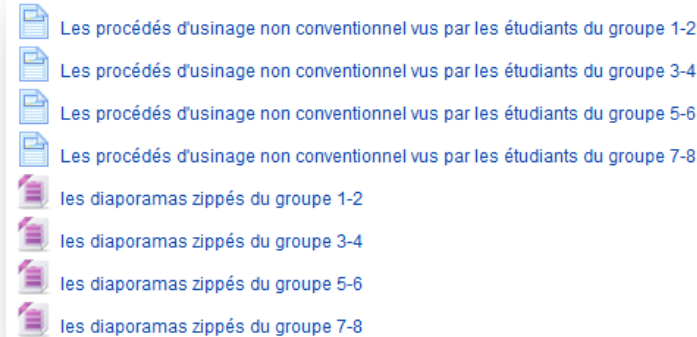 Les procédés d'usinage non conventionnel vus par les étudiants du groupe 1-2
Les procédés d'usinage non conventionnel vus par les étudiants du groupe 3-4
Les procédés d'usinage non conventionnel vus par les étudiants du groupe 5-6
Les procédés d'usinage non conventionnel vus par les étudiants du groupe 7-8
les diaporamas zippés du groupe 1-2
les diaporamas zippés du groupe 3-4
les diaporamas zippés du groupe 5-6
les diaporamas zippés du groupe 7-8